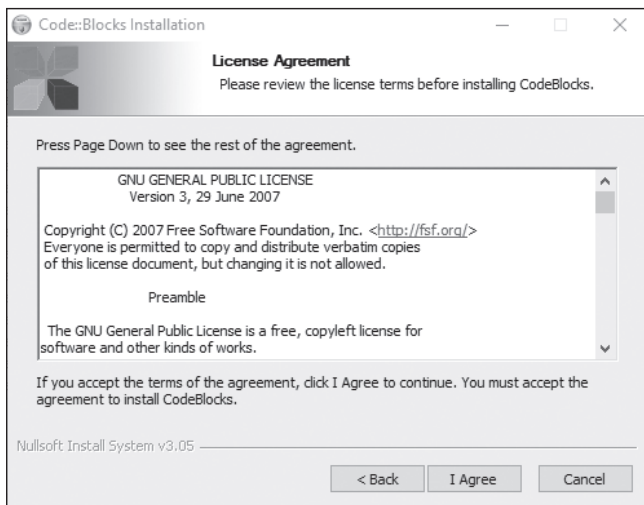 Code::Blocks Installation
License Agreement
Please review the license terms before installing CodeBlocks.
Press Page Down to see the rest of the agreement.
GNU GENERAL PUBLIC LICENSE
Version 3, 29 June 2007
Copyright (C) 2007 Free Software Foundation, Inc. <http://fsf.org/>
Everyone is permitted to copy and distribute verbatim copies
of this license document, but changing it is not allowed.
Preamble
The GNU General Public License is a free, copyleft license for
software and other kinds of works.
If you accept the terms of the agreement, click I Agree to continue. You must accept the
agreement to install CodeBlocks.
Nullsoft Install System v3.05
< Back I Agree Cancel